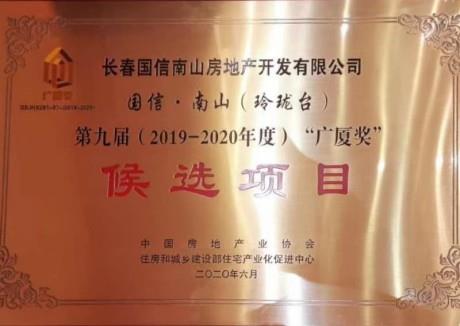 广厦奖
长春国信南山房地产开发有限公司
国信·南山（玲珑台）
第九届（2019-2020年度）“广厦奖”
候选项目
中国房地产业协会
住房和城乡建设部住宅产业化促进中心
二〇二〇年六月